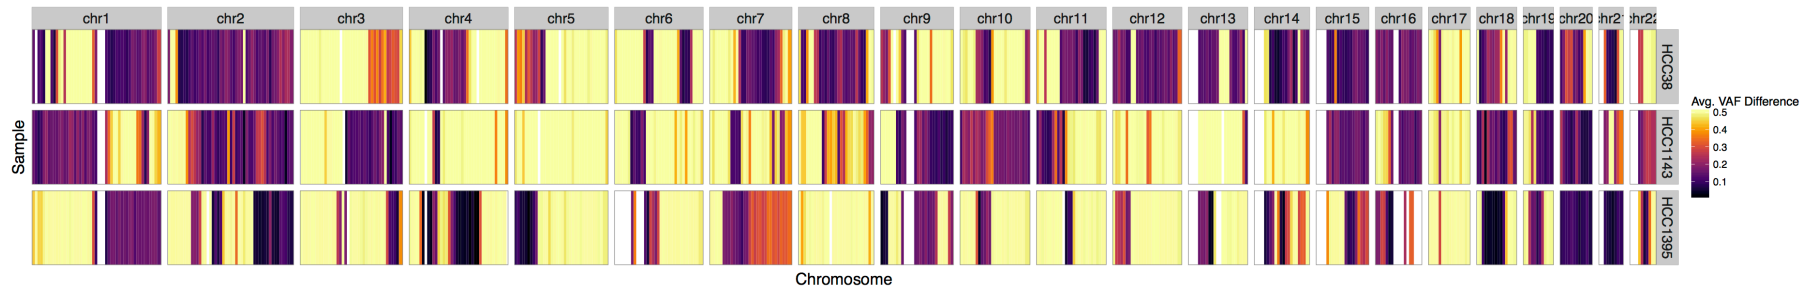 chr1 chr2 chr3 chr4 chr5 chr6 chr7 chr8 chr9 chr10 chr11 chr12 chr13 chr14 chr15 chr16 chr17 chr18 chr19 chr20 chr21 chr22
HCC38
HCC1143
HCC1395
Sample
Chromosome
Avg. VAF Difference
0.5
0.4
0.3
0.2
0.1